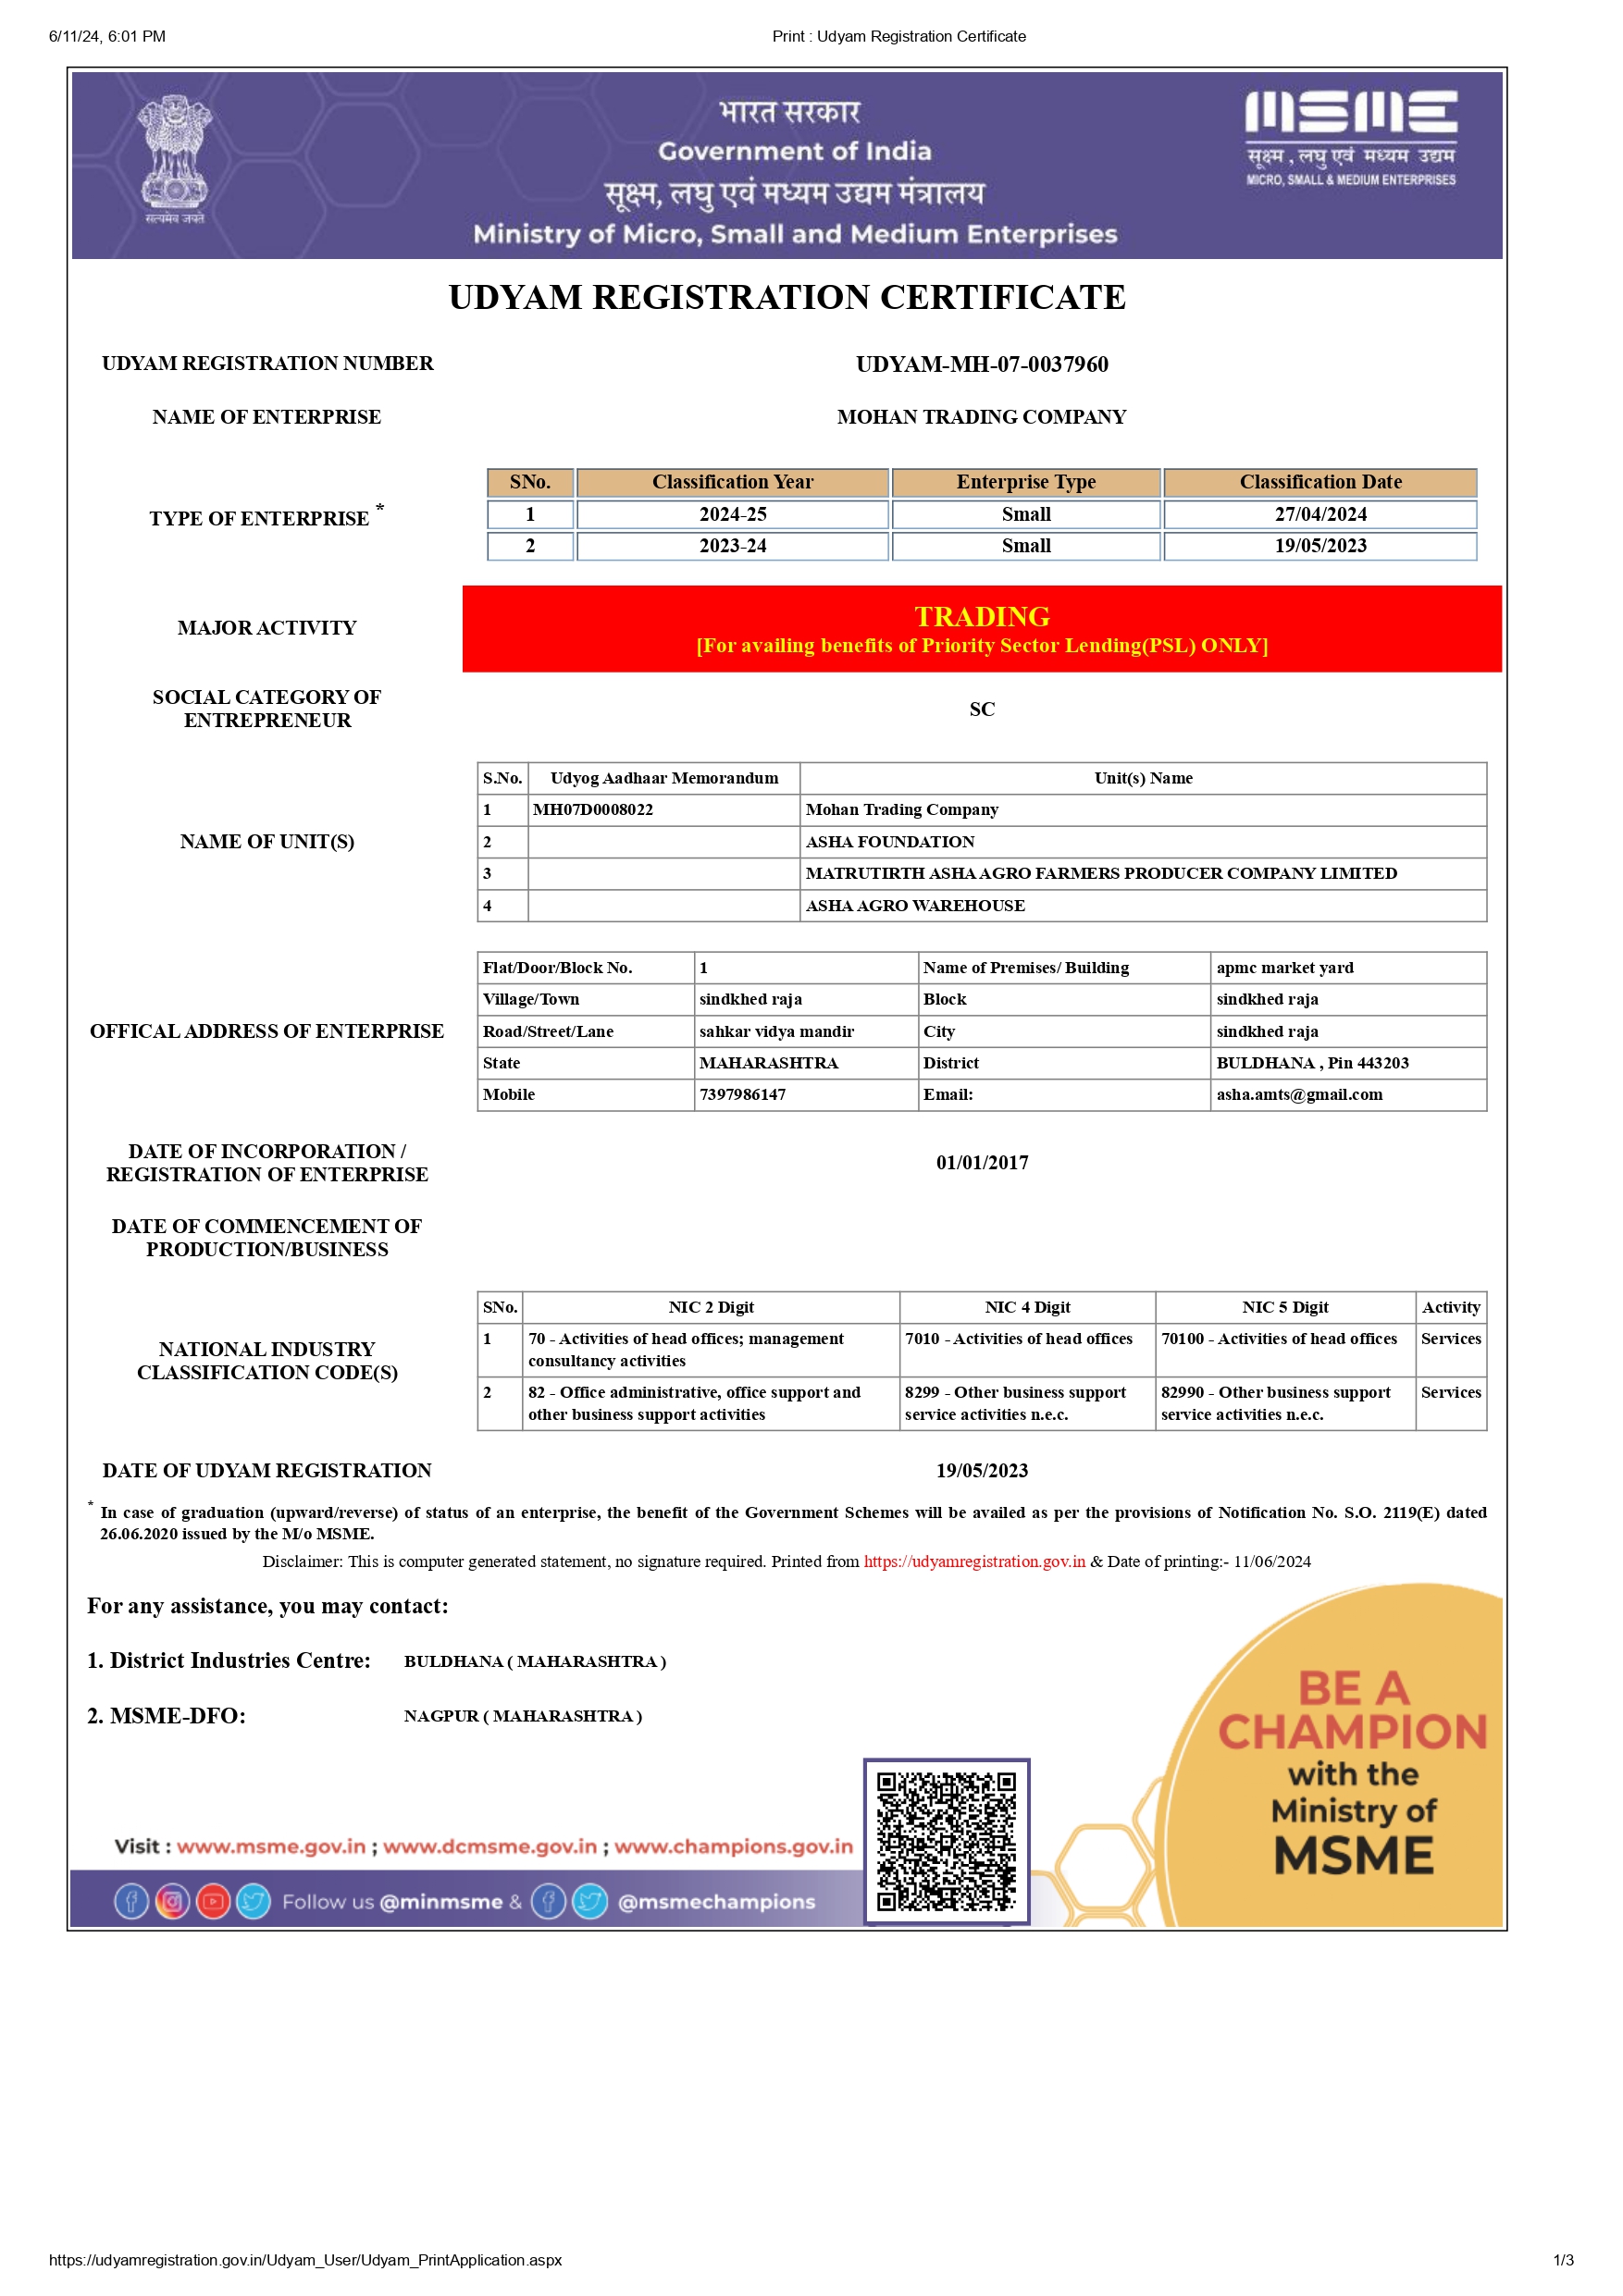 6/11/24, 6:01 PM Print : Udyam Registration Certificate
सत्यमेव जयते
भारत सरकार
Government of India
सूक्ष्म, लघु एवं मध्यम उद्यम मंत्रालय
Ministry of Micro, Small and Medium Enterprises
MSME
सूक्ष्म , लघु एवं मध्यम उद्यम
MICRO, SMALL & MEDIUM ENTERPRISES
UDYAM REGISTRATION CERTIFICATE
UDYAM REGISTRATION NUMBER UDYAM-MH-07-0037960
NAME OF ENTERPRISE MOHAN TRADING COMPANY
TYPE OF ENTERPRISE *
SNo. Classification Year Enterprise Type Classification Date
1 2024-25 Small 27/04/2024
2 2023-24 Small 19/05/2023
MAJOR ACTIVITY
TRADING
[For availing benefits of Priority Sector Lending(PSL) ONLY]
SOCIAL CATEGORY OF
ENTREPRENEUR
SC
NAME OF UNIT(S)
S.No. Udyog Aadhaar Memorandum Unit(s) Name
1 MH07D0008022 Mohan Trading Company
2 ASHA FOUNDATION
3 MATRUTIRTH ASHA AGRO FARMERS PRODUCER COMPANY LIMITED
4 ASHA AGRO WAREHOUSE
OFFICAL ADDRESS OF ENTERPRISE
Flat/Door/Block No. 1 Name of Premises/ Building apmc market yard
Village/Town sindkhed raja Block sindkhed raja
Road/Street/Lane sahkar vidya mandir City sindkhed raja
State MAHARASHTRA District BULDHANA , Pin 443203
Mobile 7397986147 Email: asha.amts@gmail.com
DATE OF INCORPORATION /
REGISTRATION OF ENTERPRISE
01/01/2017
DATE OF COMMENCEMENT OF
PRODUCTION/BUSINESS
NATIONAL INDUSTRY
CLASSIFICATION CODE(S)
SNo. NIC 2 Digit NIC 4 Digit NIC 5 Digit Activity
1 70 - Activities of head offices; management 7010 - Activities of head offices 70100 - Activities of head offices Services
consultancy activities
2 82 - Office administrative, office support and 8299 - Other business support 82990 - Other business support Services
other business support activities service activities n.e.c. service activities n.e.c.
DATE OF UDYAM REGISTRATION 19/05/2023
* In case of graduation (upward/reverse) of status of an enterprise, the benefit of the Government Schemes will be availed as per the provisions of Notification No. S.O. 2119(E) dated
26.06.2020 issued by the M/o MSME.
Disclaimer: This is computer generated statement, no signature required. Printed from https://udyamregistration.gov.in & Date of printing:- 11/06/2024
For any assistance, you may contact:
1. District Industries Centre: BULDHANA ( MAHARASHTRA )
2. MSME-DFO: NAGPUR ( MAHARASHTRA )
BE A
CHAMPION
with the
Ministry of
MSME
Visit : www.msme.gov.in ; www.dcmsme.gov.in ; www.champions.gov.in
Follow us @minmsme & @msmechampions
https://udyamregistration.gov.in/Udyam_User/Udyam_PrintApplication.aspx 1/3